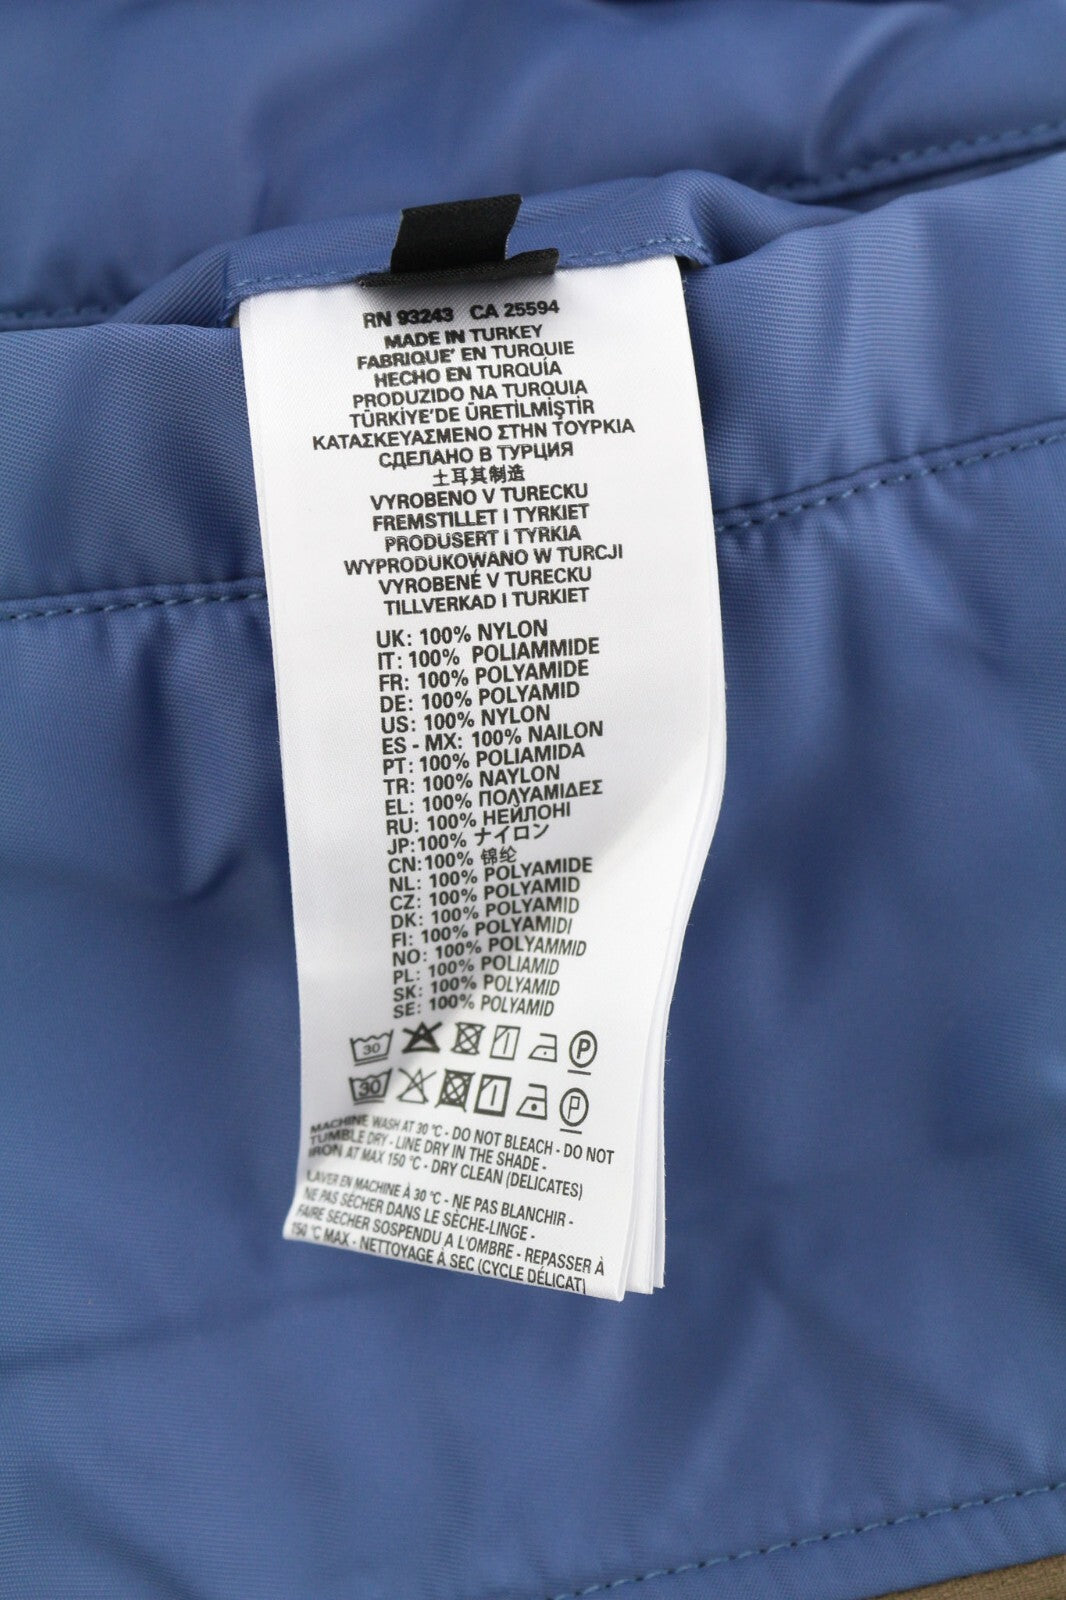 RN 93243 CA 25594
MADE IN TURKEY
FABRIQUE' EN TURQUIE
HECHO EN TURQUÍA
PRODUZIDO NA TURQUIA
TÜRKİYE'DE ÜRETİLMİŞTİR
ΚΑΤΑΣΚΕΥΑΣΜΕΝΟ ΣΤΗΝ ΤΟΥΡΚΙΑ
СДЕЛАНО В ТУРЦИЯ
土耳其制造
VYROBENO V TURECKU
FREMSTILLET I TYRKIET
PRODUSERT I TYRKIA
WYPRODUKOWANO W TURCJI
VYROBENÉ V TURECKU
TILLVERKAD I TURKIET
UK: 100% NYLON
IT: 100% POLIAMMIDE
FR: 100% POLYAMIDE
DE: 100% POLYAMID
US: 100% NYLON
ES - MX: 100% NAILON
PT: 100% POLIAMIDA
TR: 100% NAYLON
EL: 100% ΠΟΛΥΑΜΙΔΕΣ
RU: 100% НЕЙЛОНІ
JP:100% ナイロン
CN:100% 锦纶
NL: 100% POLYAMIDE
CZ: 100% POLYAMID
DK: 100% POLYAMID
FI: 100% POLYAMIDI
NO: 100% POLYAMMID
PL: 100% POLIAMID
SK: 100% POLYAMID
SE: 100% POLYAMID
30 P
30 P
MACHINE WASH AT 30 °C - DO NOT BLEACH - DO NOT
TUMBLE DRY - LINE DRY IN THE SHADE -
IRON AT MAX 150 °C - DRY CLEAN (DELICATES)
LAVER EN MACHINE À 30 °C - NE PAS BLANCHIR -
NE PAS SÉCHER DANS LE SÈCHE-LINGE -
FAIRE SÉCHER SUSPENDU A L'OMBRE - REPASSER À
150 °C MAX - NETTOYAGE À SEC (CYCLE DÉLICAT)